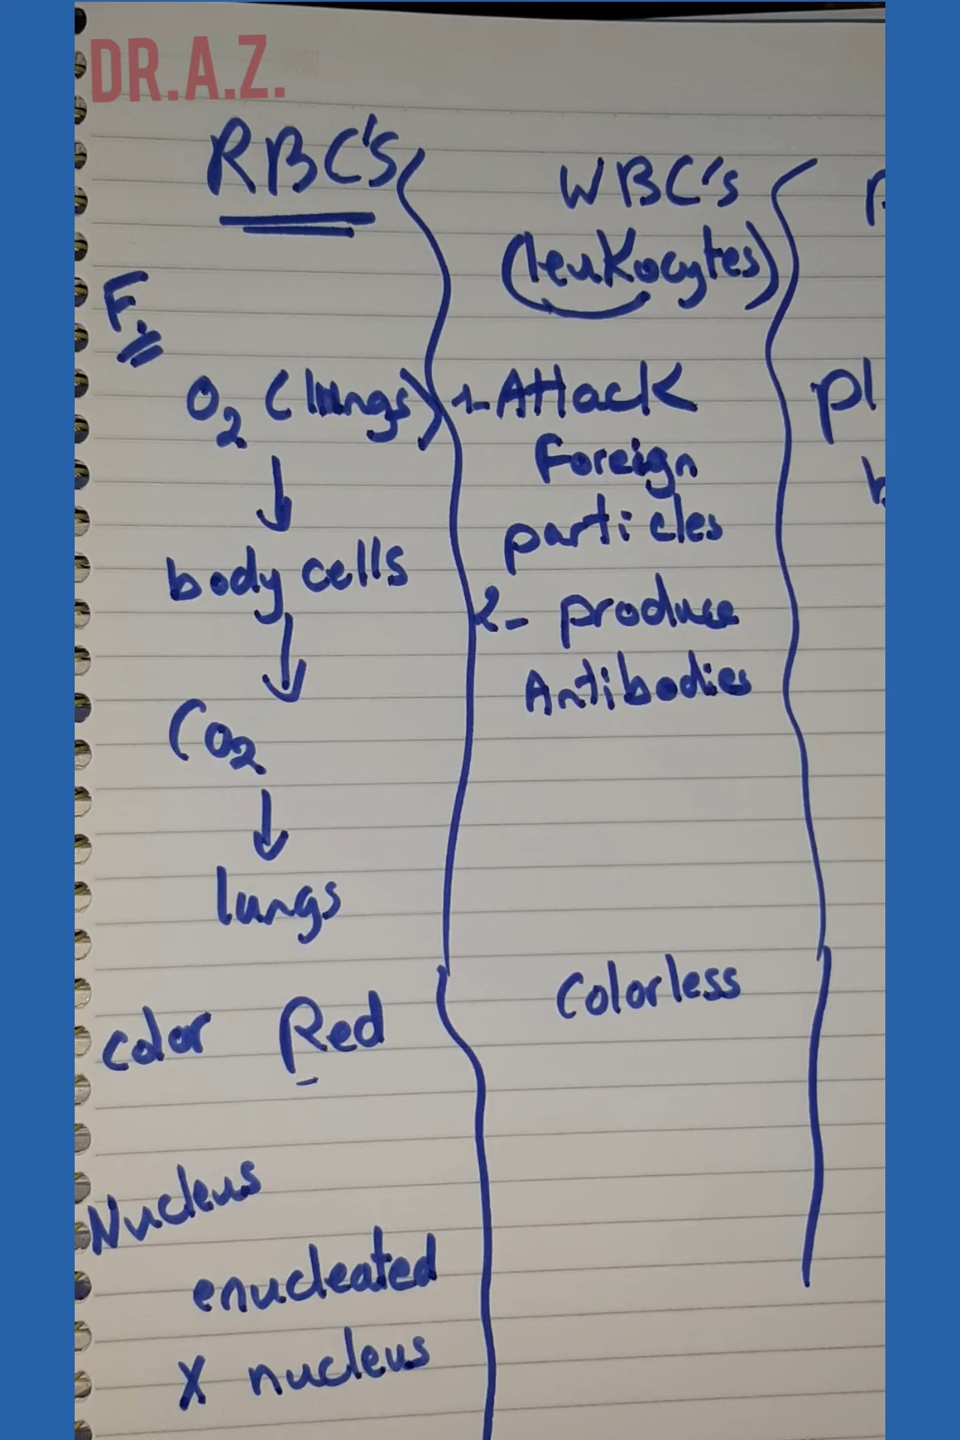 DR.A.Z.
RBC's
F.
O2 (lungs)
body cells
CO2
lungs
color Red
Nucleus
enucleated
X nucleus
WBC's
(leukocytes)
1- Attack
foreign
particles
2- produce
Antibodies
Colorless
pl